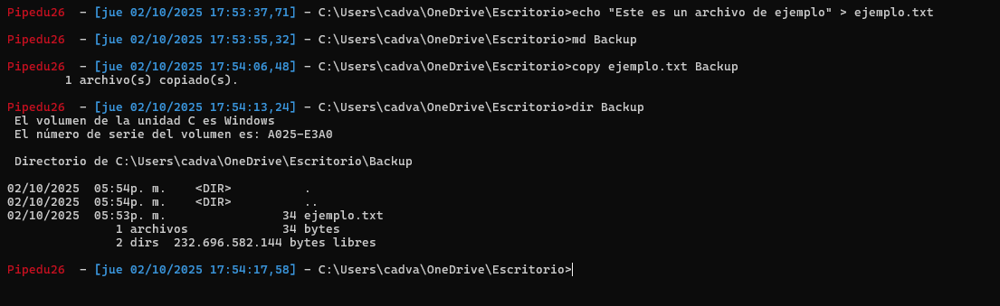 Pipedu26  - [jue 02/10/2025 17:53:37,71] - C:\Users\cadva\OneDrive\Escritorio>echo "Este es un archivo de ejemplo" > ejemplo.txt
Pipedu26  - [jue 02/10/2025 17:53:55,32] - C:\Users\cadva\OneDrive\Escritorio>md Backup
Pipedu26  - [jue 02/10/2025 17:54:06,48] - C:\Users\cadva\OneDrive\Escritorio>copy ejemplo.txt Backup
        1 archivo(s) copiado(s).
Pipedu26  - [jue 02/10/2025 17:54:13,24] - C:\Users\cadva\OneDrive\Escritorio>dir Backup
 El volumen de la unidad C es Windows
 El número de serie del volumen es: A025-E3A0
 Directorio de C:\Users\cadva\OneDrive\Escritorio\Backup
02/10/2025  05:54p. m.    <DIR>          .
02/10/2025  05:54p. m.    <DIR>          ..
02/10/2025  05:53p. m.                34 ejemplo.txt
               1 archivos             34 bytes
               2 dirs  232.696.582.144 bytes libres
Pipedu26  - [jue 02/10/2025 17:54:17,58] - C:\Users\cadva\OneDrive\Escritorio>